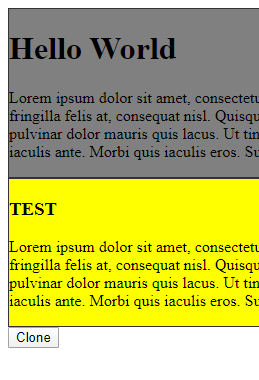 Hello World
Lorem ipsum dolor sit amet, consectetu
fringilla felis at, consequat nisl. Quisqu
pulvinar dolor mauris quis lacus. Ut tin
iaculis ante. Morbi quis iaculis eros. Su
TEST
Lorem ipsum dolor sit amet, consectetu
fringilla felis at, consequat nisl. Quisqu
pulvinar dolor mauris quis lacus. Ut tin
iaculis ante. Morbi quis iaculis eros. Su
Clone